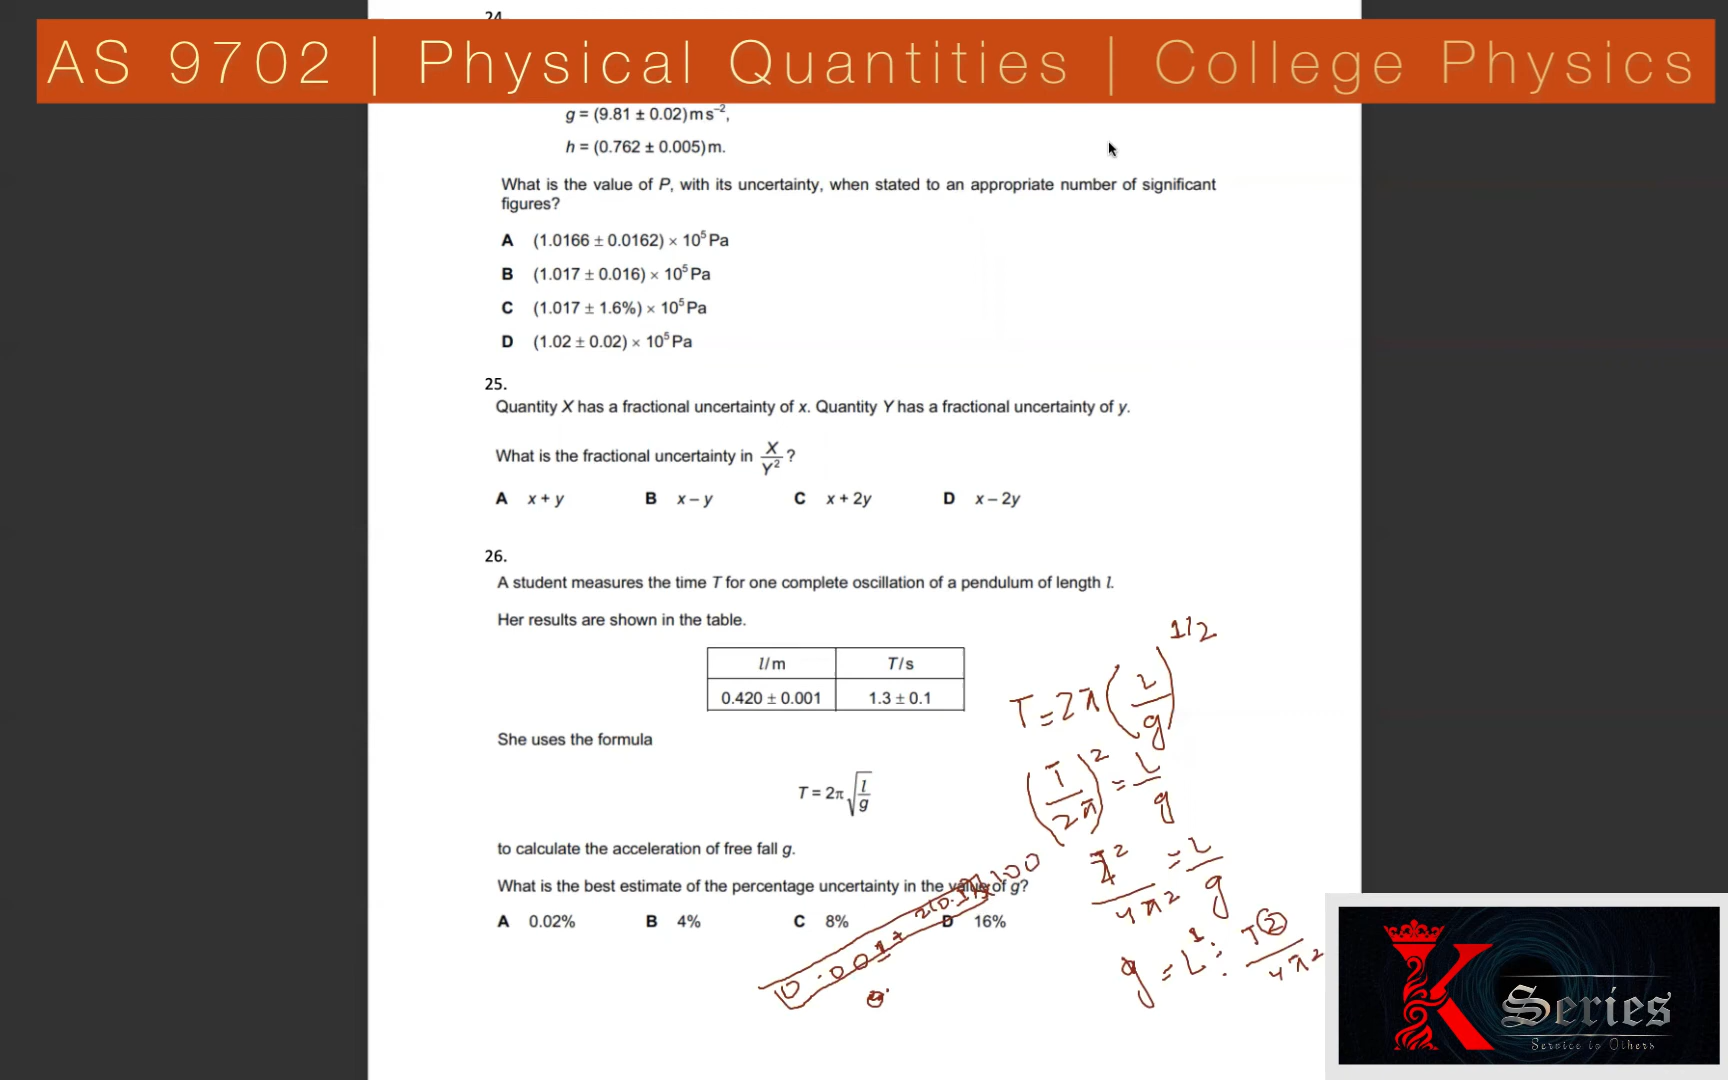 24.
AS 9702 | Physical Quantities | College Physics
g = (9.81 ± 0.02) m s⁻²,
h = (0.762 ± 0.005) m.
What is the value of P, with its uncertainty, when stated to an appropriate number of significant
figures?
A (1.0166 ± 0.0162) × 10⁵ Pa
B (1.017 ± 0.016) × 10⁵ Pa
C (1.017 ± 1.6%) × 10⁵ Pa
D (1.02 ± 0.02) × 10⁵ Pa
25.
Quantity X has a fractional uncertainty of x. Quantity Y has a fractional uncertainty of y.
What is the fractional uncertainty in X/Y² ?
A x + y B x – y C x + 2y D x – 2y
26.
A student measures the time T for one complete oscillation of a pendulum of length l.
Her results are shown in the table.
l/m T/s
0.420 ± 0.001 1.3 ± 0.1
She uses the formula
T = 2π √(l/g)
to calculate the acceleration of free fall g.
What is the best estimate of the percentage uncertainty in the value of g?
A 0.02% B 4% C 8% D 16%
T = 2π (L/g)^1/2
(T/2π)² = L/g
T²/4π² = L/g
g = L¹ ÷ T²/4π²
K Series
Service to Others